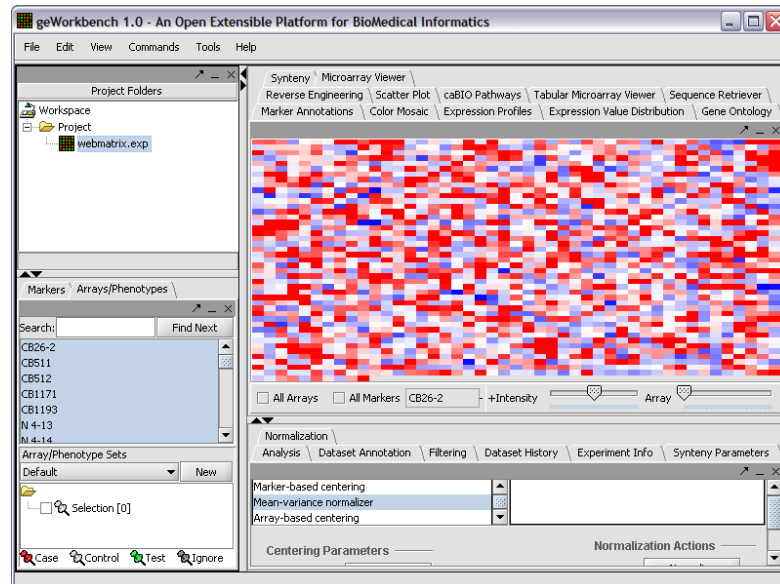 geWorkbench 1.0 - An Open Extensible Platform for BioMedical Informatics
File Edit View Commands Tools Help
Project Folders
Workspace
Project
webmatrix.exp
Markers Arrays/Phenotypes
Search: Find Next
CB26-2
CB511
CB512
CB1171
CB1193
N 4-13
N 4-14
Array/Phenotype Sets
Default New
Selection [0]
Case Control Test Ignore
Synteny Microarray Viewer
Reverse Engineering Scatter Plot caBIO Pathways Tabular Microarray Viewer Sequence Retriever
Marker Annotations Color Mosaic Expression Profiles Expression Value Distribution Gene Ontology
All Arrays All Markers CB26-2 - +Intensity Array
Normalization
Analysis Dataset Annotation Filtering Dataset History Experiment Info Synteny Parameters
Marker-based centering
Mean-variance normalizer
Array-based centering
Centering Parameters Normalization Actions